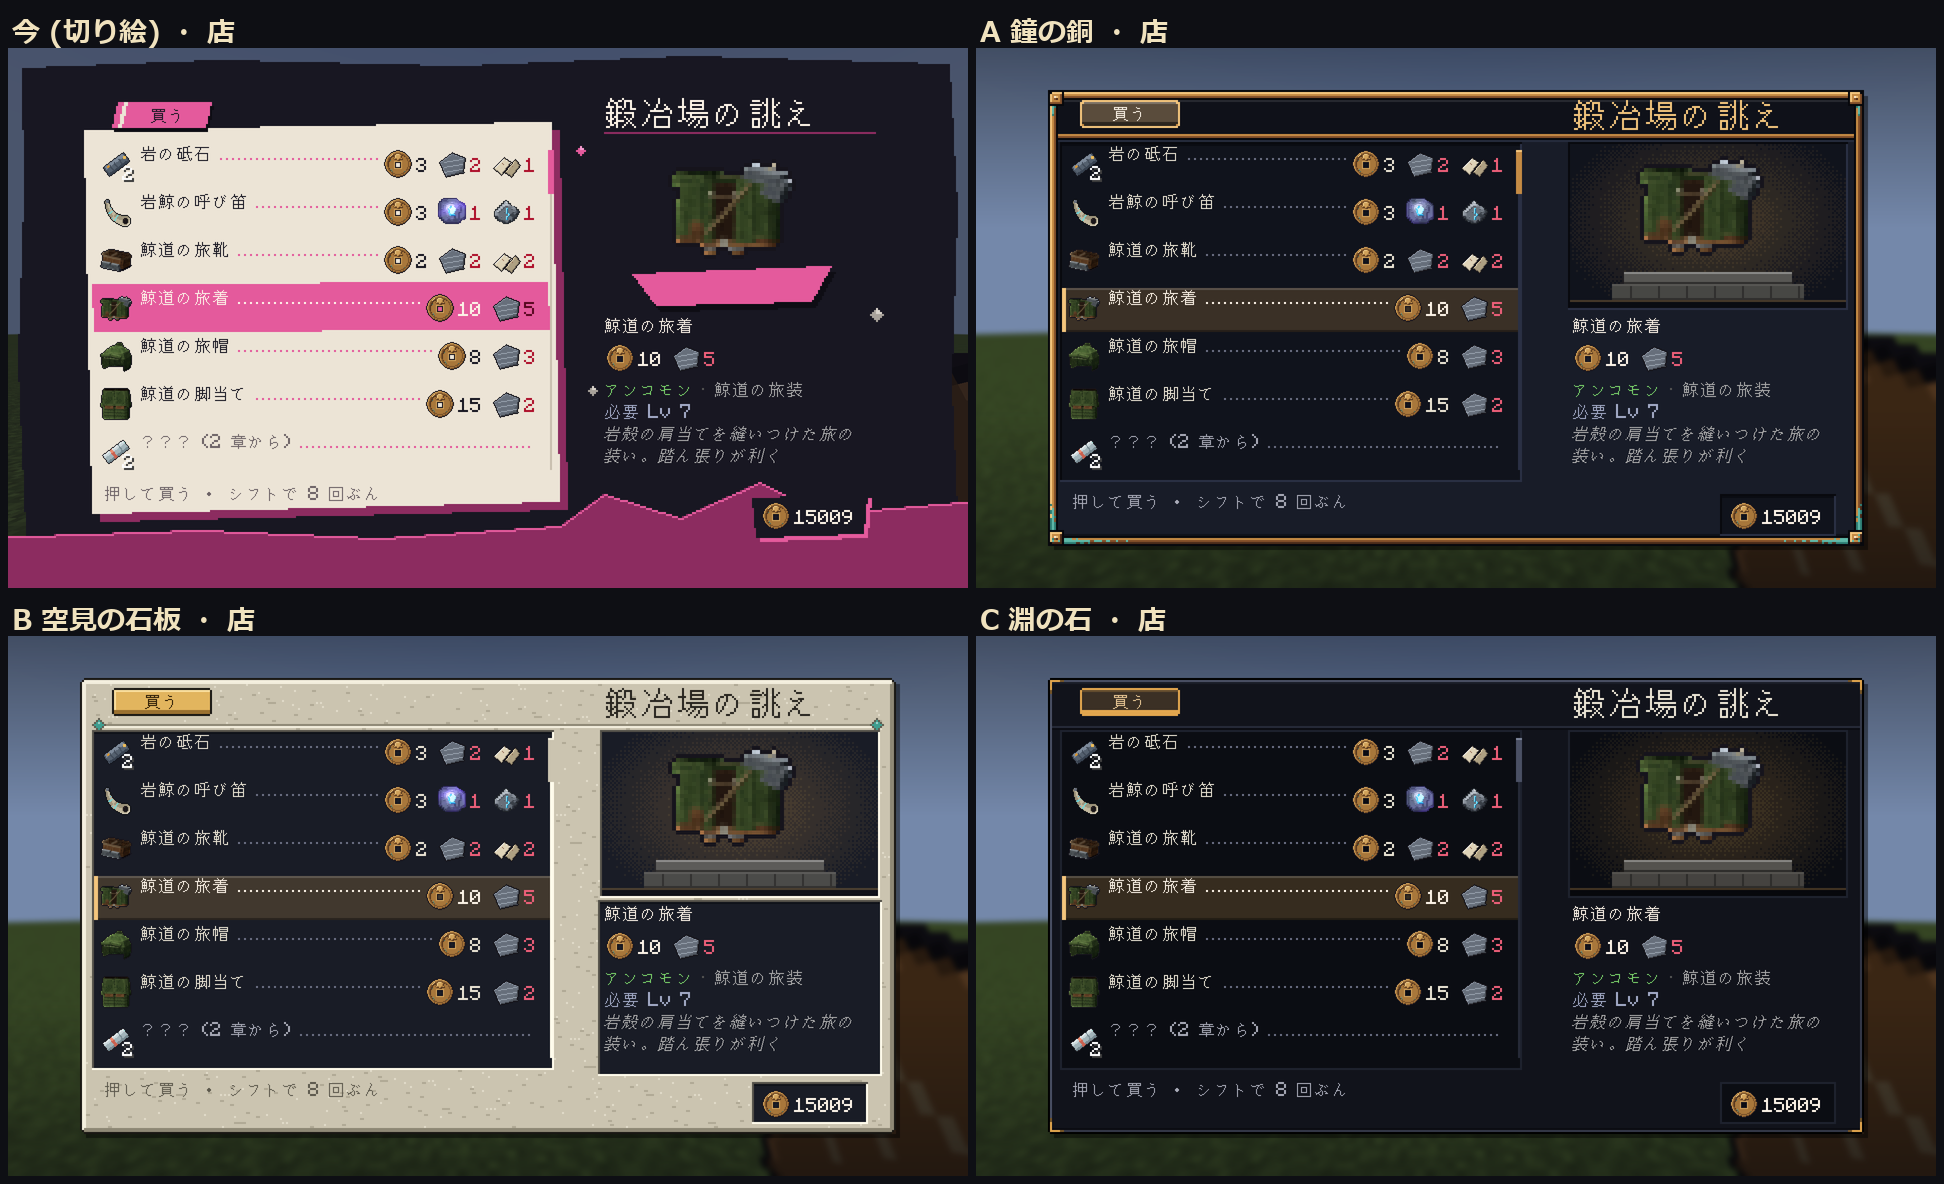 今 (切り絵) ・ 店
買う
鍛冶場の誂え
岩の砥石 3 2 1
2
岩鯨の呼び笛 3 1 1
鯨道の旅靴 2 2 2
鯨道の旅着 10 5
鯨道の旅帽 8 3
鯨道の脚当て 15 2
??? (2 章から)
2
押して買う ・ シフトで 8 回ぶん
鯨道の旅着
10 5
アンコモン · 鯨道の旅装
必要 Lv 7
岩殻の肩当てを縫いつけた旅の
装い。踏ん張りが利く
15009
A 鐘の銅 ・ 店
買う
鍛冶場の誂え
岩の砥石 3 2 1
2
岩鯨の呼び笛 3 1 1
鯨道の旅靴 2 2 2
鯨道の旅着 10 5
鯨道の旅帽 8 3
鯨道の脚当て 15 2
??? (2 章から)
2
押して買う ・ シフトで 8 回ぶん
鯨道の旅着
10 5
アンコモン · 鯨道の旅装
必要 Lv 7
岩殻の肩当てを縫いつけた旅の
装い。踏ん張りが利く
15009
B 空見の石板 ・ 店
買う
鍛冶場の誂え
岩の砥石 3 2 1
2
岩鯨の呼び笛 3 1 1
鯨道の旅靴 2 2 2
鯨道の旅着 10 5
鯨道の旅帽 8 3
鯨道の脚当て 15 2
??? (2 章から)
2
押して買う ・ シフトで 8 回ぶん
鯨道の旅着
10 5
アンコモン · 鯨道の旅装
必要 Lv 7
岩殻の肩当てを縫いつけた旅の
装い。踏ん張りが利く
15009
C 淵の石 ・ 店
買う
鍛冶場の誂え
岩の砥石 3 2 1
2
岩鯨の呼び笛 3 1 1
鯨道の旅靴 2 2 2
鯨道の旅着 10 5
鯨道の旅帽 8 3
鯨道の脚当て 15 2
??? (2 章から)
2
押して買う ・ シフトで 8 回ぶん
鯨道の旅着
10 5
アンコモン · 鯨道の旅装
必要 Lv 7
岩殻の肩当てを縫いつけた旅の
装い。踏ん張りが利く
15009